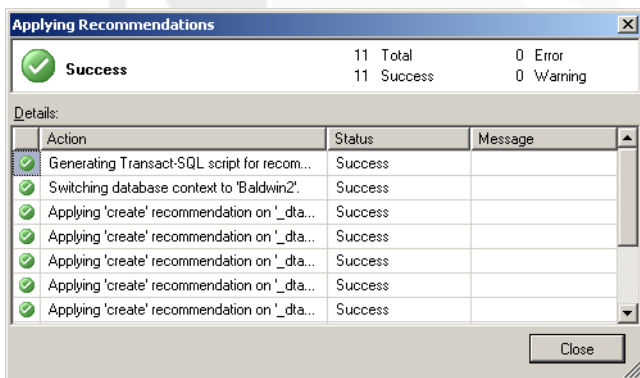 Applying Recommendations
Success
11 Total 0 Error
11 Success 0 Warning
Details:
Action Status Message
Generating Transact-SQL script for recom... Success
Switching database context to 'Baldwin2'. Success
Applying 'create' recommendation on '_dta... Success
Applying 'create' recommendation on '_dta... Success
Applying 'create' recommendation on '_dta... Success
Applying 'create' recommendation on '_dta... Success
Applying 'create' recommendation on '_dta... Success
Close